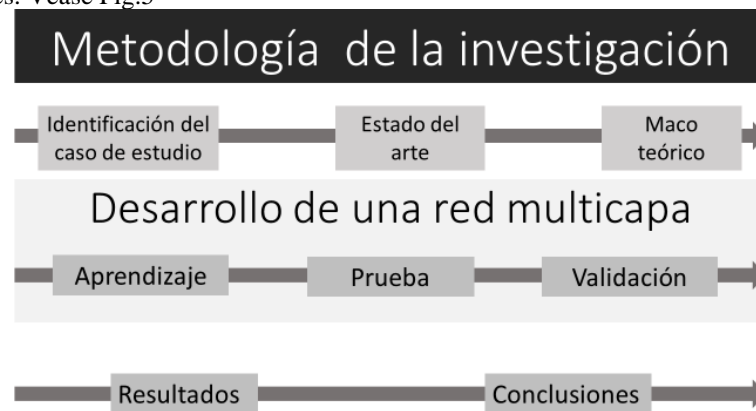 es. Véase Fig.3
Metodología de la investigación
Identificación del
caso de estudio
Estado del
arte
Maco
teórico
Desarrollo de una red multicapa
Aprendizaje
Prueba
Validación
Resultados
Conclusiones